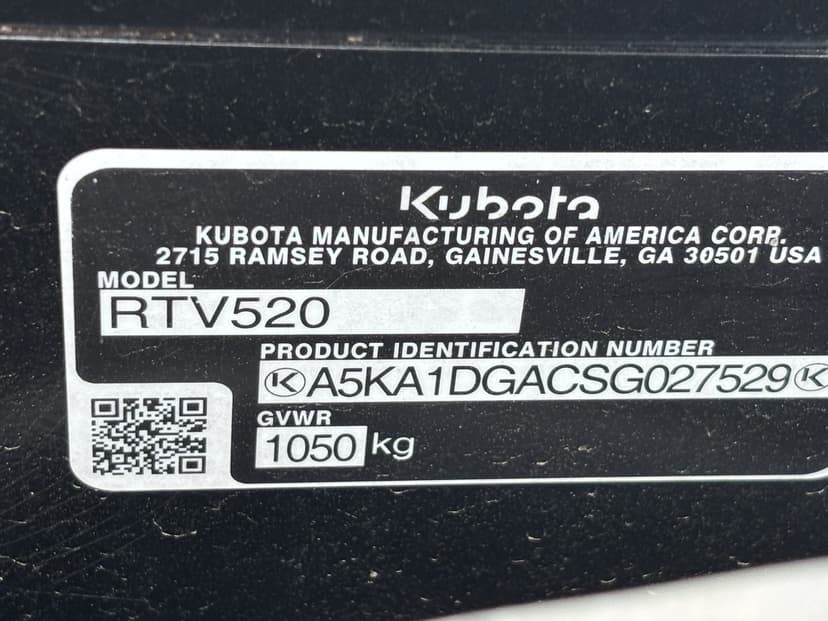 Kubota
KUBOTA MANUFACTURING OF AMERICA CORP.
2715 RAMSEY ROAD, GAINESVILLE, GA 30501 USA
MODEL
RTV520
PRODUCT IDENTIFICATION NUMBER
A5KA1DGACSG027529
GVWR
1050 kg